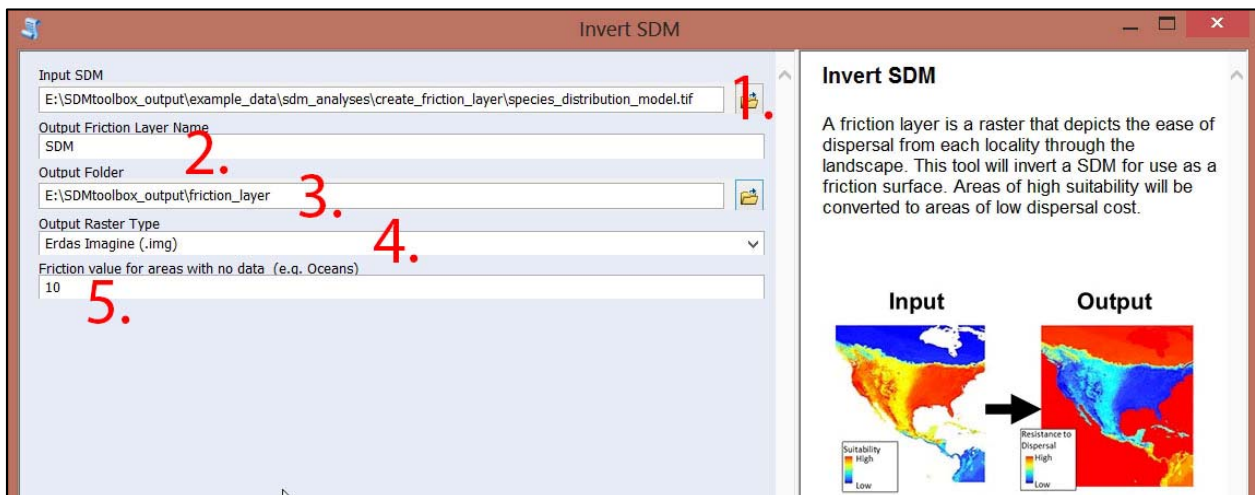 Invert SDM
Input SDM
E:\SDMtoolbox_output\example_data\sdm_analyses\create_friction_layer\species_distribution_model.tif
1.
Output Friction Layer Name
SDM
2.
Output Folder
E:\SDMtoolbox_output\friction_layer
3.
Output Raster Type
Erdas Imagine (.img)
4.
Friction value for areas with no data (e.g. Oceans)
10
5.
Invert SDM
A friction layer is a raster that depicts the ease of
dispersal from each locality through the
landscape. This tool will invert a SDM for use as a
friction surface. Areas of high suitability will be
converted to areas of low dispersal cost.
Input Output
Suitability
High
Low
Resistance to
Dispersal
High
Low